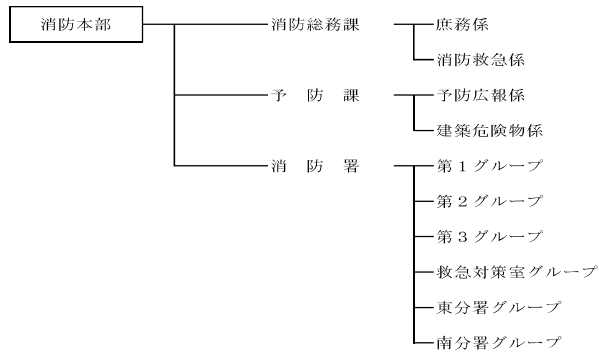 消防本部
消防総務課
庶務係
消防救急係
予防課
予防広報係
建築危険物係
消防署
第１グループ
第２グループ
第３グループ
救急対策室グループ
東分署グループ
南分署グループ